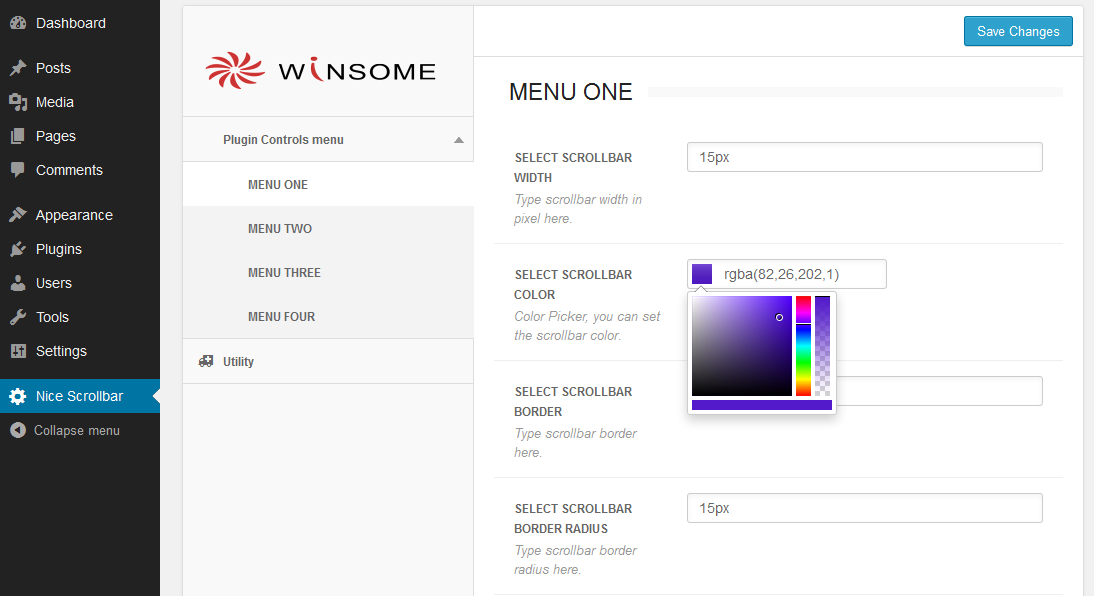 Dashboard
Posts
Media
Pages
Comments
Appearance
Plugins
Users
Tools
Settings
Nice Scrollbar
Collapse menu
WiNSOME
Plugin Controls menu
MENU ONE
MENU TWO
MENU THREE
MENU FOUR
Utility
Save Changes
MENU ONE
SELECT SCROLLBAR
WIDTH
Type scrollbar width in
pixel here.
15px
SELECT SCROLLBAR
COLOR
Color Picker, you can set
the scrollbar color.
rgba(82,26,202,1)
SELECT SCROLLBAR
BORDER
Type scrollbar border
here.
SELECT SCROLLBAR
BORDER RADIUS
Type scrollbar border
radius here.
15px